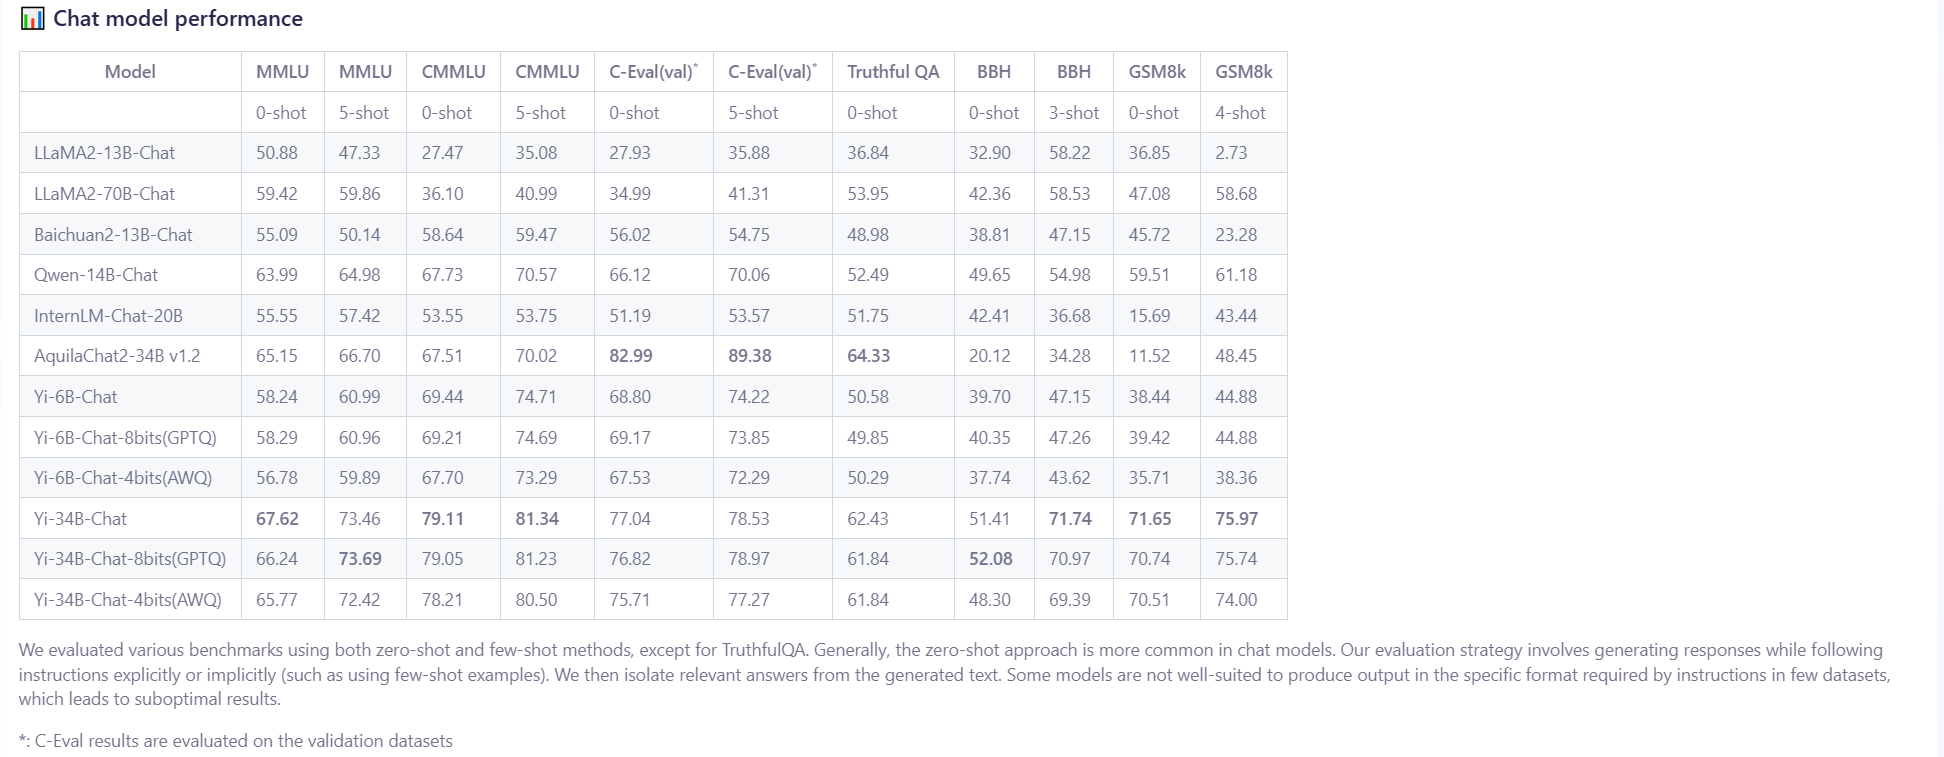 📊 Chat model performance
Model MMLU MMLU CMMLU CMMLU C-Eval(val)* C-Eval(val)* Truthful QA BBH BBH GSM8k GSM8k
0-shot 5-shot 0-shot 5-shot 0-shot 5-shot 0-shot 0-shot 3-shot 0-shot 4-shot
LLaMA2-13B-Chat 50.88 47.33 27.47 35.08 27.93 35.88 36.84 32.90 58.22 36.85 2.73
LLaMA2-70B-Chat 59.42 59.86 36.10 40.99 34.99 41.31 53.95 42.36 58.53 47.08 58.68
Baichuan2-13B-Chat 55.09 50.14 58.64 59.47 56.02 54.75 48.98 38.81 47.15 45.72 23.28
Qwen-14B-Chat 63.99 64.98 67.73 70.57 66.12 70.06 52.49 49.65 54.98 59.51 61.18
InternLM-Chat-20B 55.55 57.42 53.55 53.75 51.19 53.57 51.75 42.41 36.68 15.69 43.44
AquilaChat2-34B v1.2 65.15 66.70 67.51 70.02 82.99 89.38 64.33 20.12 34.28 11.52 48.45
Yi-6B-Chat 58.24 60.99 69.44 74.71 68.80 74.22 50.58 39.70 47.15 38.44 44.88
Yi-6B-Chat-8bits(GPTQ) 58.29 60.96 69.21 74.69 69.17 73.85 49.85 40.35 47.26 39.42 44.88
Yi-6B-Chat-4bits(AWQ) 56.78 59.89 67.70 73.29 67.53 72.29 50.29 37.74 43.62 35.71 38.36
Yi-34B-Chat 67.62 73.46 79.11 81.34 77.04 78.53 62.43 51.41 71.74 71.65 75.97
Yi-34B-Chat-8bits(GPTQ) 66.24 73.69 79.05 81.23 76.82 78.97 61.84 52.08 70.97 70.74 75.74
Yi-34B-Chat-4bits(AWQ) 65.77 72.42 78.21 80.50 75.71 77.27 61.84 48.30 69.39 70.51 74.00
We evaluated various benchmarks using both zero-shot and few-shot methods, except for TruthfulQA. Generally, the zero-shot approach is more common in chat models. Our evaluation strategy involves generating responses while following
instructions explicitly or implicitly (such as using few-shot examples). We then isolate relevant answers from the generated text. Some models are not well-suited to produce output in the specific format required by instructions in few datasets,
which leads to suboptimal results.
*: C-Eval results are evaluated on the validation datasets